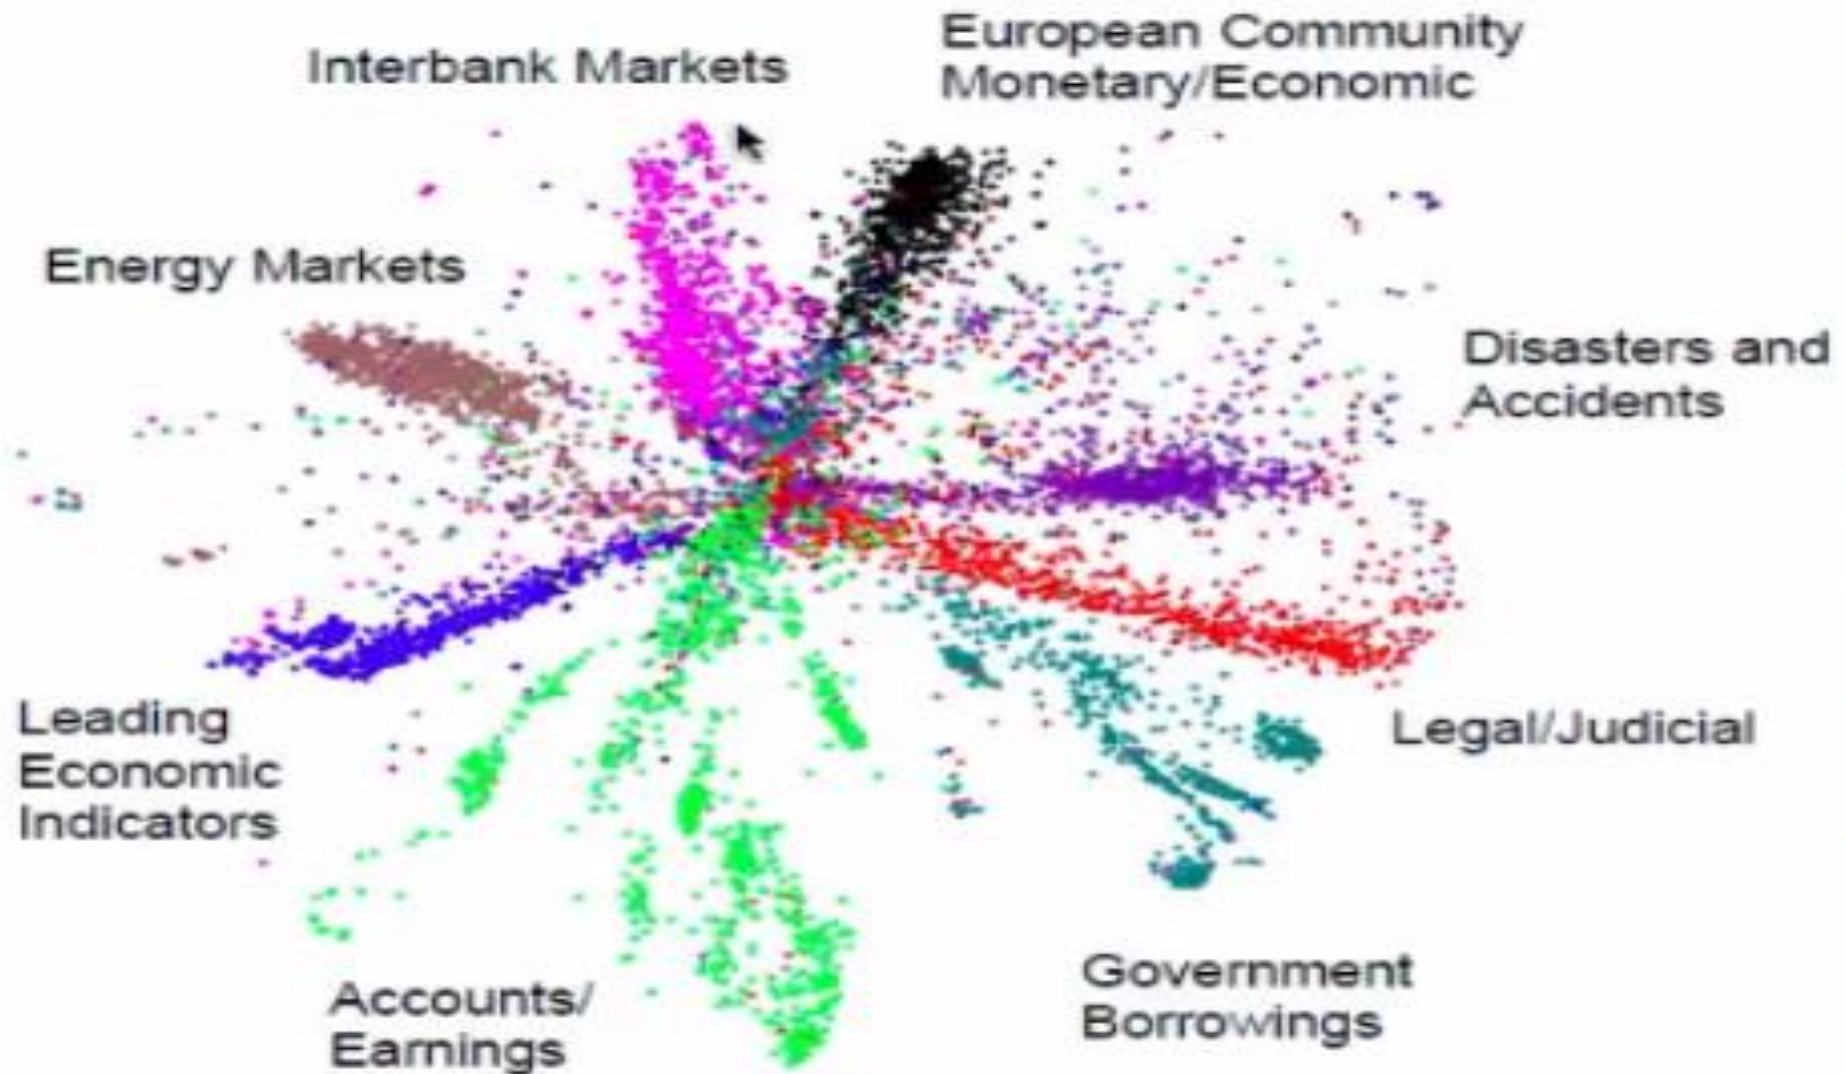 Interbank Markets
European Community
Monetary/Economic
Energy Markets
Disasters and
Accidents
Leading
Economic
Indicators
Legal/Judicial
Accounts/
Earnings
Government
Borrowings